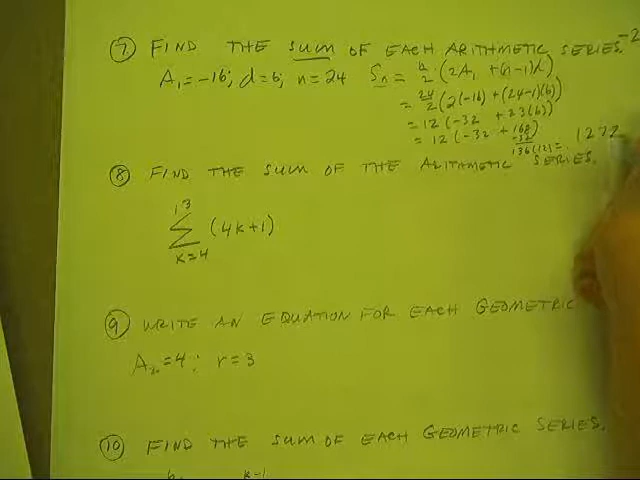 ⑦ FIND THE SUM OF EACH ARITHMETIC SERIES. -2
A₁ = -16; d = 6; n = 24 Sₙ = n/2 (2A₁ + (n-1)d)
= 24/2 (2(-16) + (24-1)(6))
= 12 (-32 + 23(6))
= 12 (-32 + 168)
-32
136(12) = 1272
⑧ FIND THE SUM OF THE ARITHMETIC SERIES.
13
Σ (4k+1)
k=4
⑨ WRITE AN EQUATION FOR EACH GEOMETRIC
=4; r=3
⑩ FIND THE SUM OF EACH GEOMETRIC SERIES.
k=1